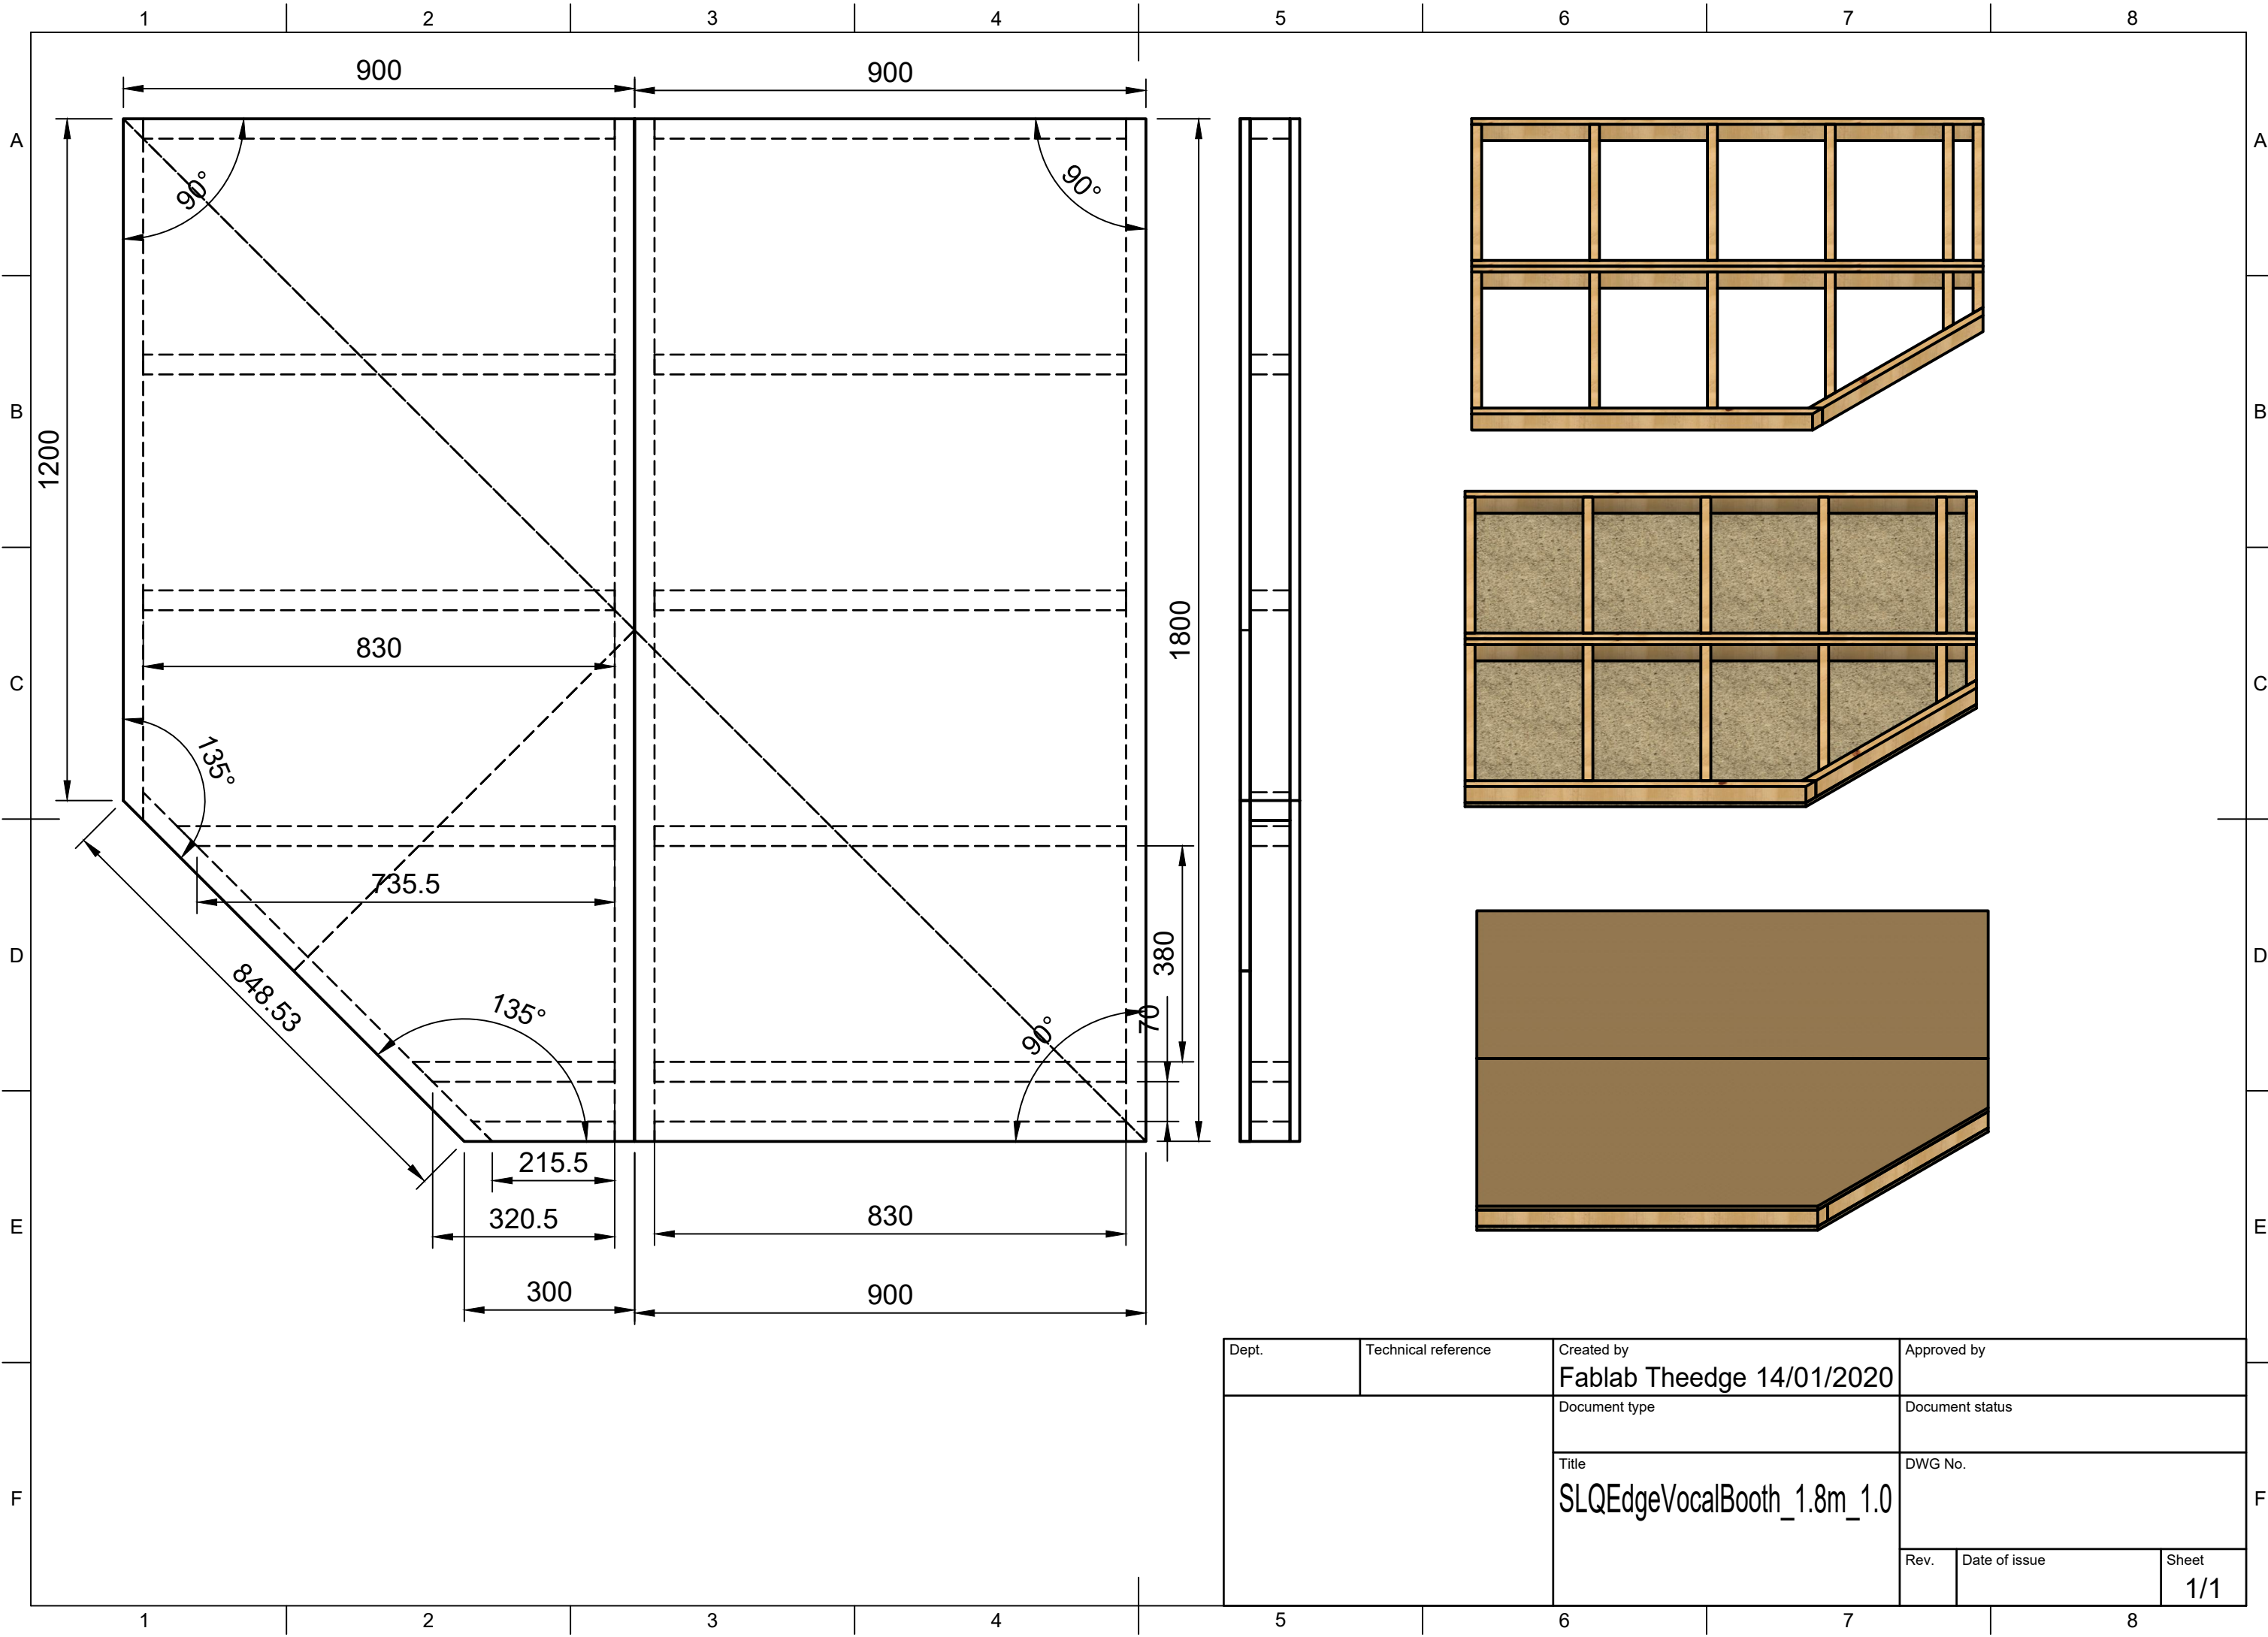 1 2 3 4 5 6 7 8
900 900
A A
90° 90°
B B
1200
1800
830
C C
135°
735.5
380
D D
848.53
135°
90°
70
215.5
320.5
830
E E
300
900
Dept. Technical reference Created by Approved by
Fablab Theedge 14/01/2020
Document type Document status
Title DWG No.
SLQEdgeVocalBooth_1.8m_1.0
F F
Rev. Date of issue Sheet
1/1
1 2 3 4 5 6 7 8